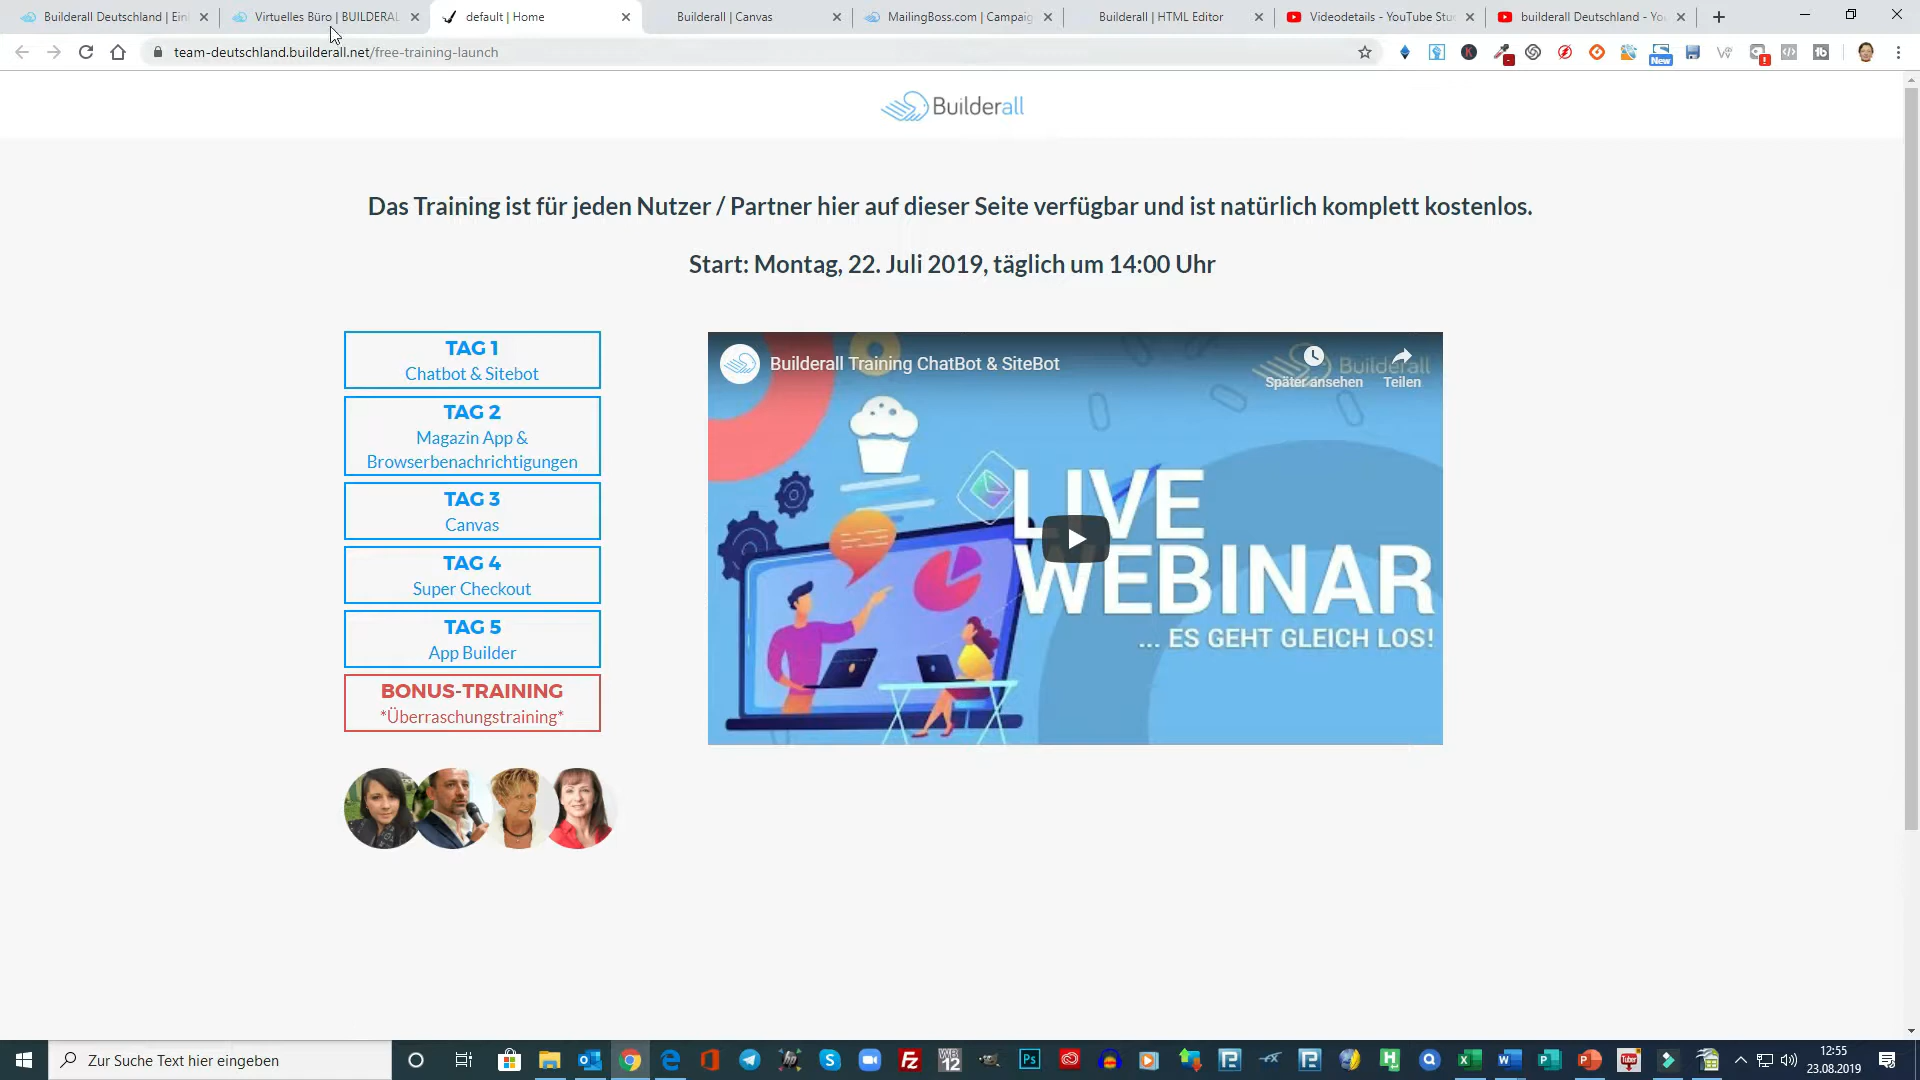 Builderall Deutschland | Ein
Virtuelles Büro | BUILDERAL
default | Home
Builderall | Canvas
MailingBoss.com | Campaig
Builderall | HTML Editor
Videodetails - YouTube Stu
builderall Deutschland - Yo
team-deutschland.builderall.net/free-training-launch
New
Builderall
Das Training ist für jeden Nutzer / Partner hier auf dieser Seite verfügbar und ist natürlich komplett kostenlos.
Start: Montag, 22. Juli 2019, täglich um 14:00 Uhr
TAG 1
Chatbot & Sitebot
TAG 2
Magazin App &
Browserbenachrichtigungen
TAG 3
Canvas
TAG 4
Super Checkout
TAG 5
App Builder
BONUS-TRAINING
*Überraschungstraining*
Builderall Training ChatBot & SiteBot
Builderall
Später ansehen
Teilen
LIVE
WEBINAR
... ES GEHT GLEICH LOS!
Zur Suche Text hier eingeben
12:55
23.08.2019